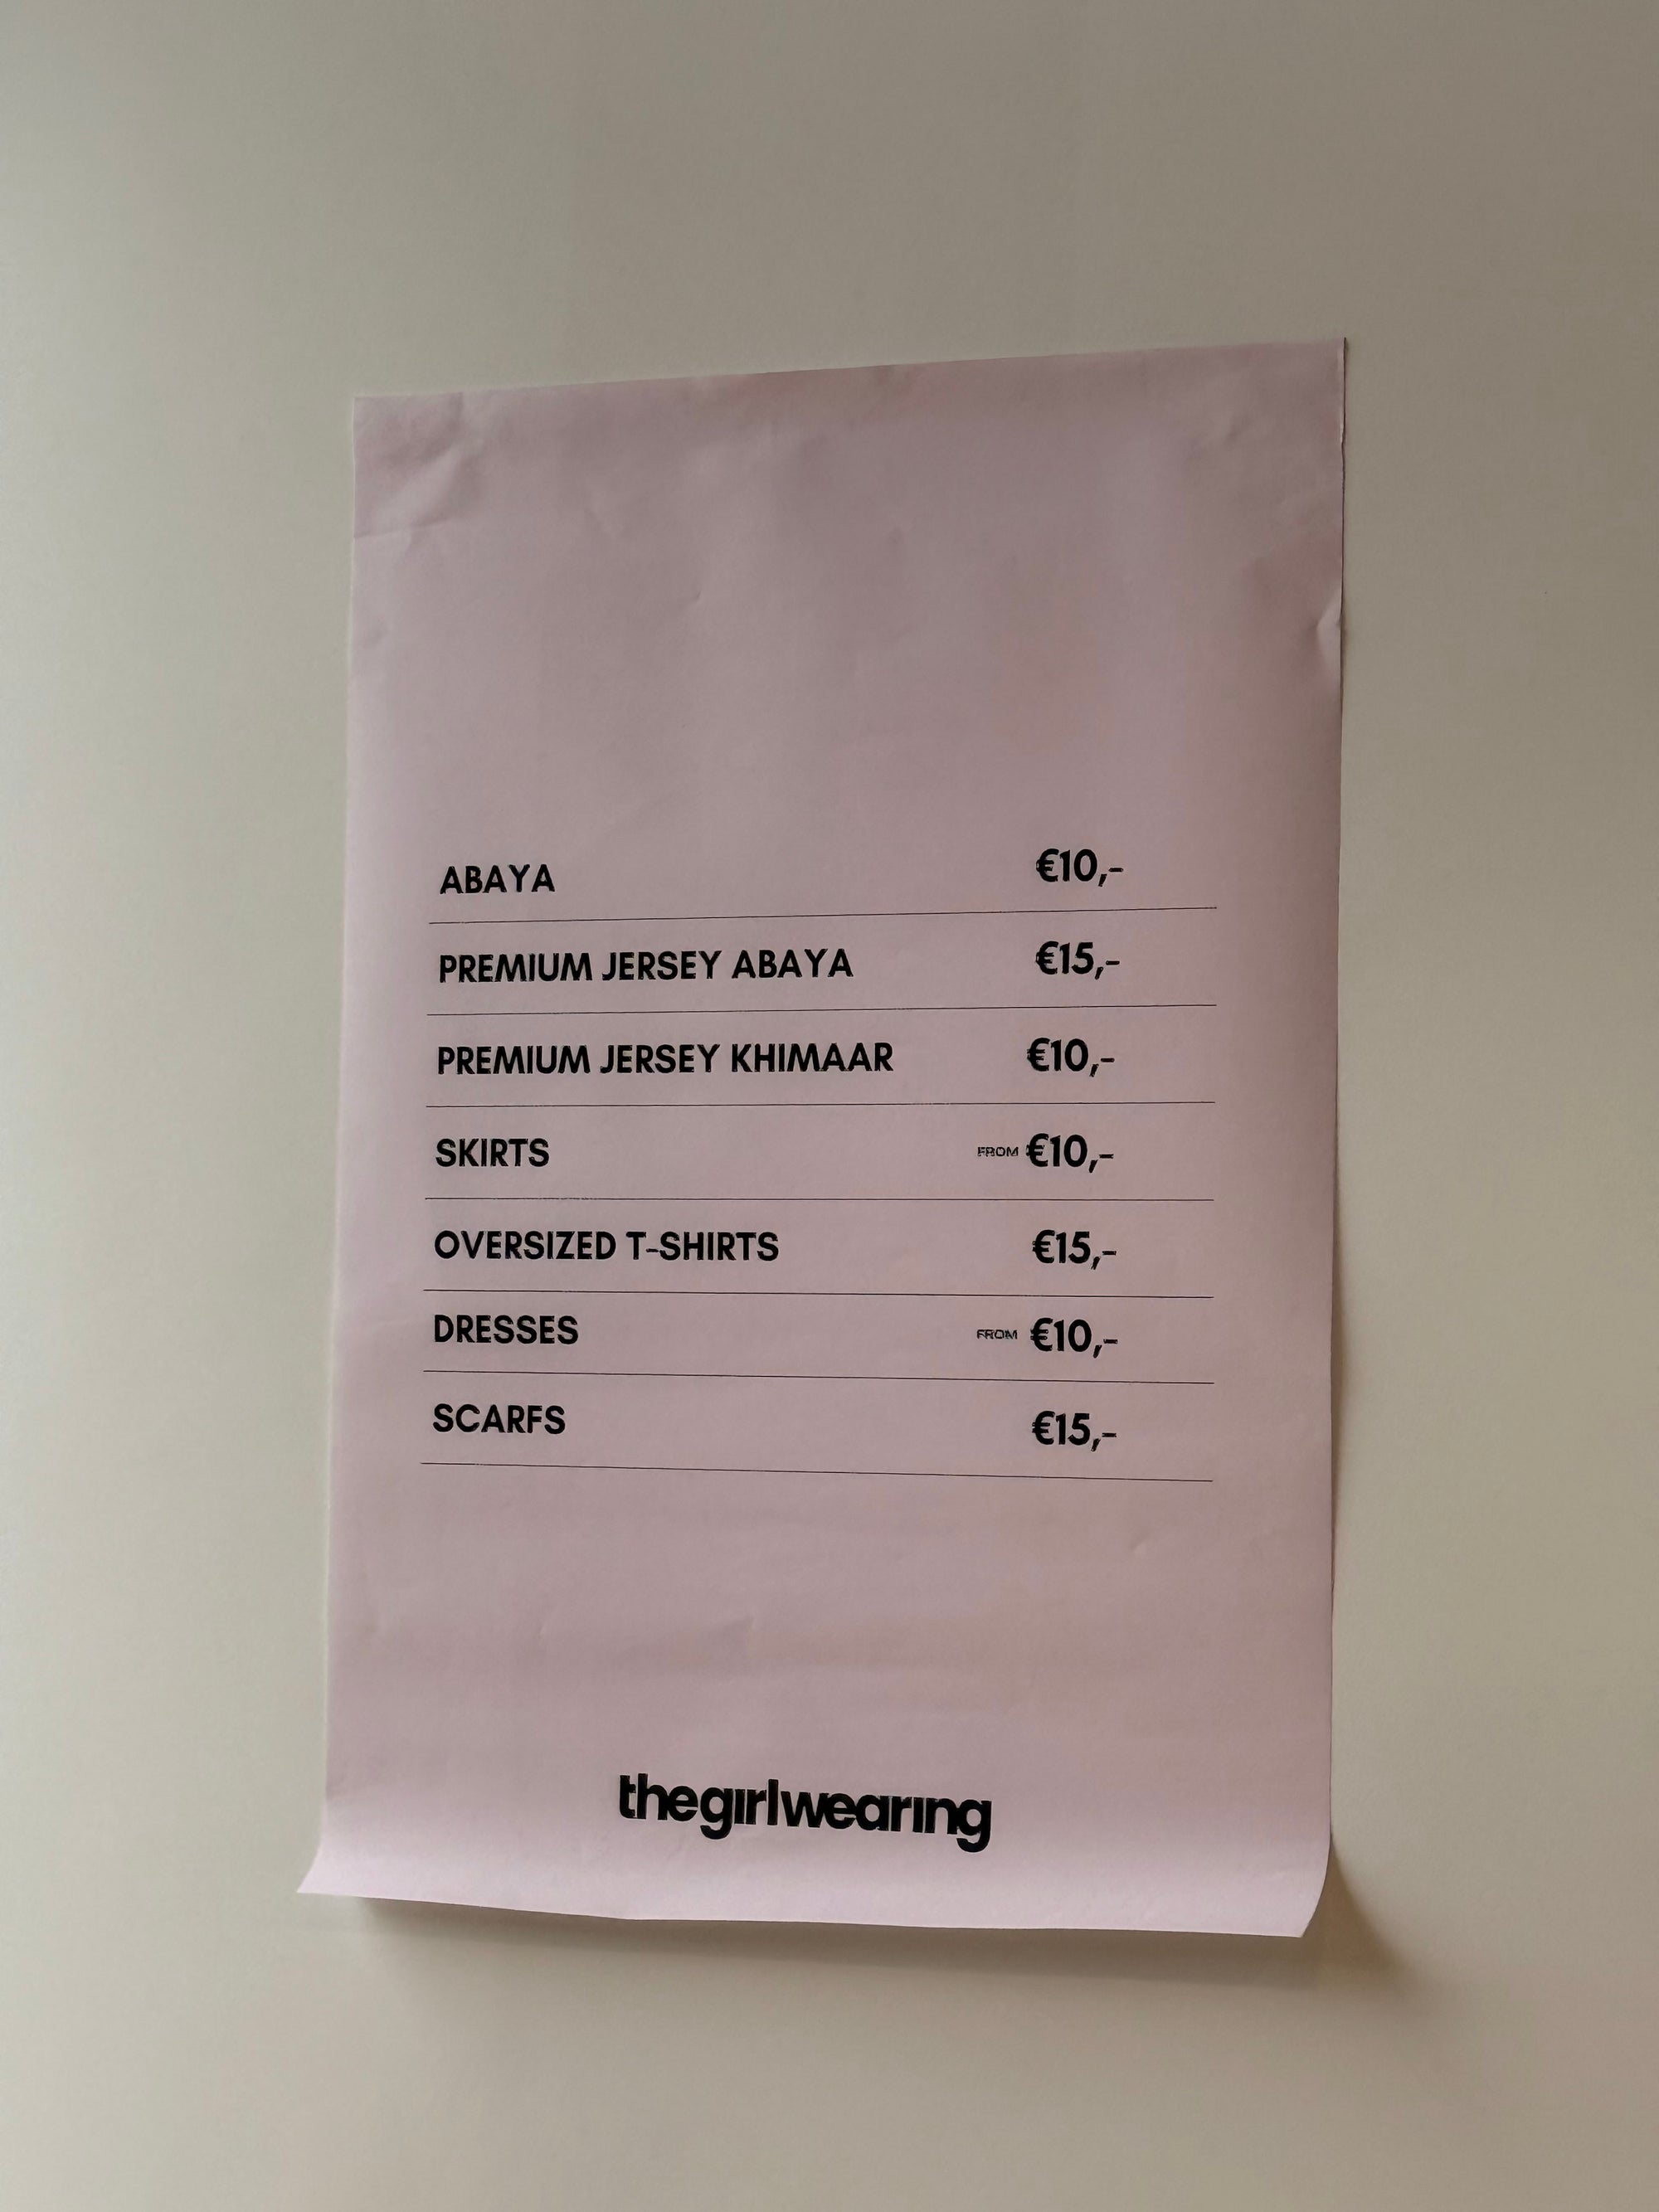 ABAYA €10,-
PREMIUM JERSEY ABAYA €15,-
PREMIUM JERSEY KHIMAAR €10,-
SKIRTS FROM €10,-
OVERSIZED T-SHIRTS €15,-
DRESSES FROM €10,-
SCARFS €15,-
thegirlwearing